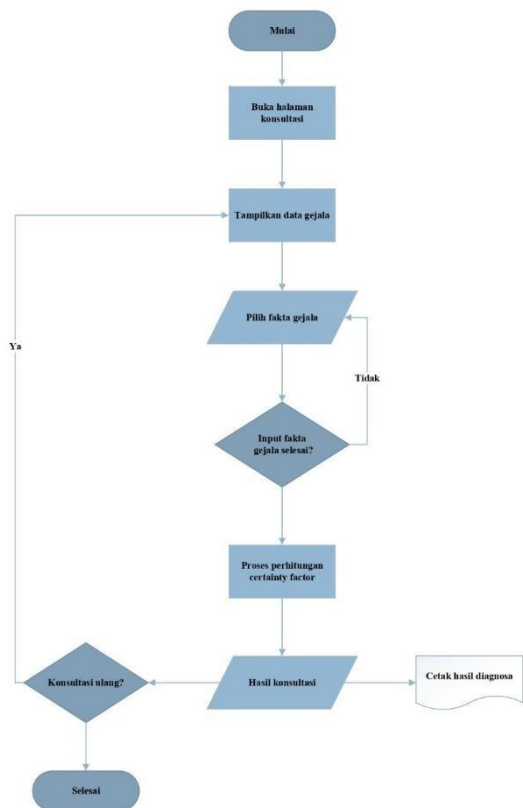 Mulai
Buka halaman
konsultasi
Tampilkan data gejala
Pilih fakta gejala
Ya
Tidak
Input fakta
gejala selesai?
Proses perhitungan
certainty factor
Konsultasi ulang?
Hasil konsultasi
Cetak hasil diagnosa
Selesai